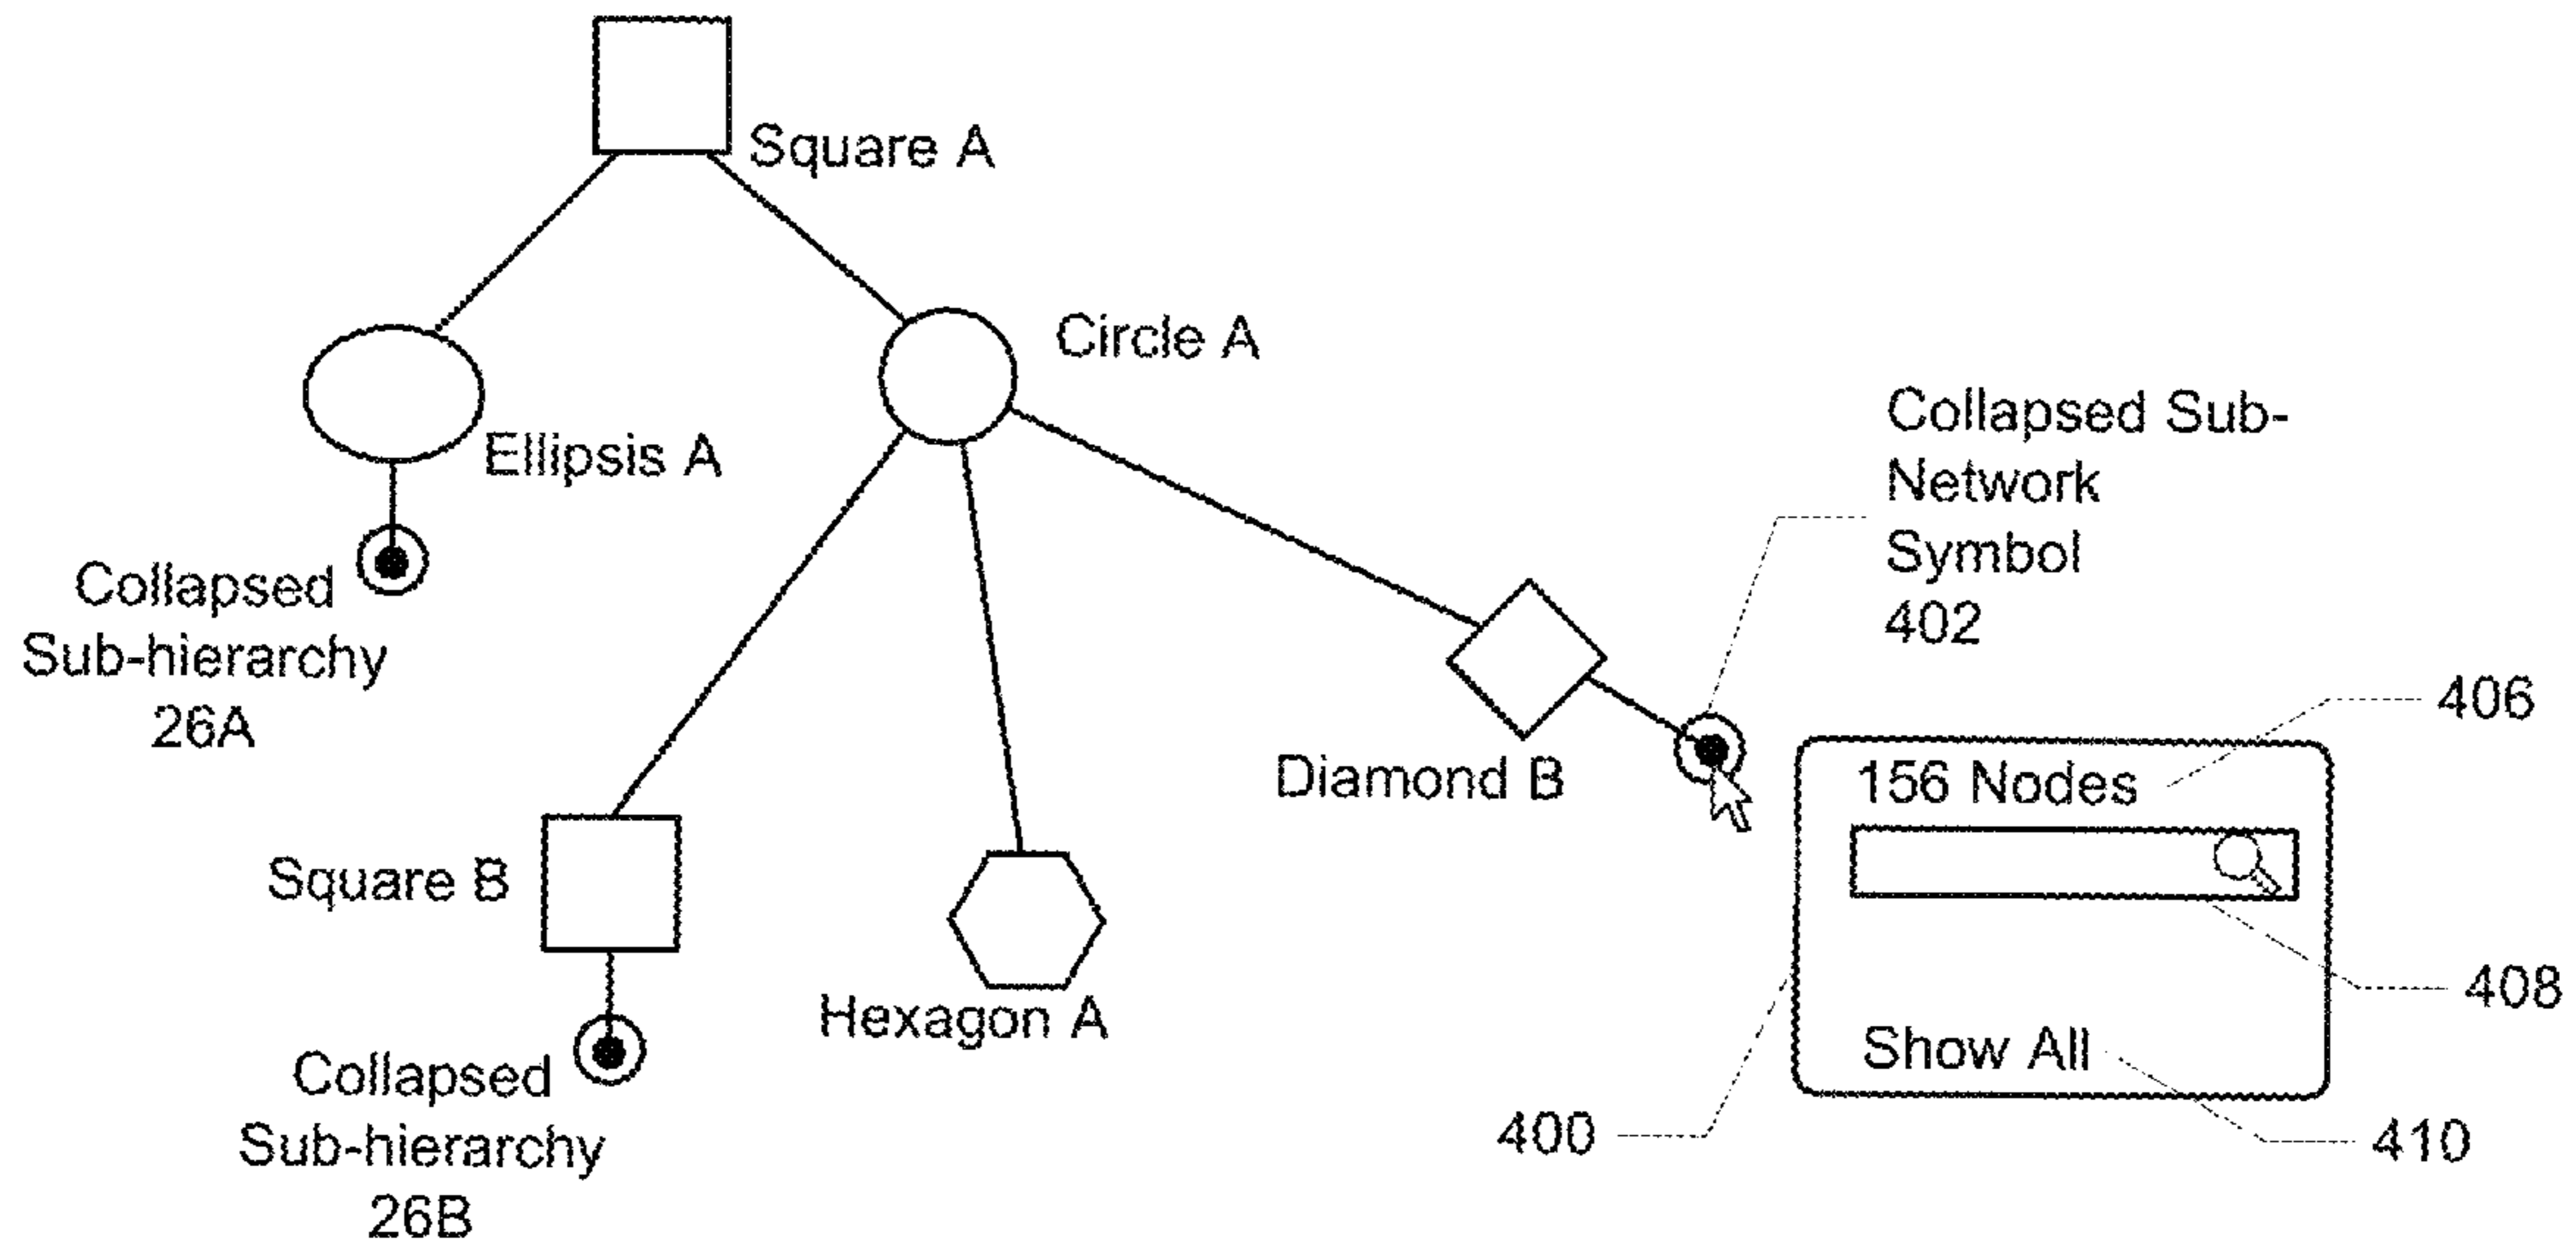 Square A
Circle A
Ellipsis A
Collapsed Sub-
Network
Symbol
402
Collapsed
Sub-hierarchy
26A
Diamond B
406
156 Nodes
Square B
408
Hexagon A
Show All
400
410
Collapsed
Sub-hierarchy
26B